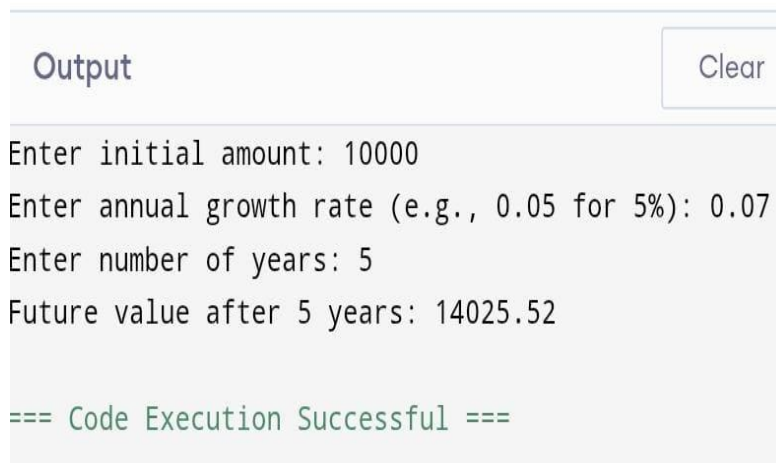 Output
Clear
Enter initial amount: 10000
Enter annual growth rate (e.g., 0.05 for 5%): 0.07
Enter number of years: 5
Future value after 5 years: 14025.52
=== Code Execution Successful ===